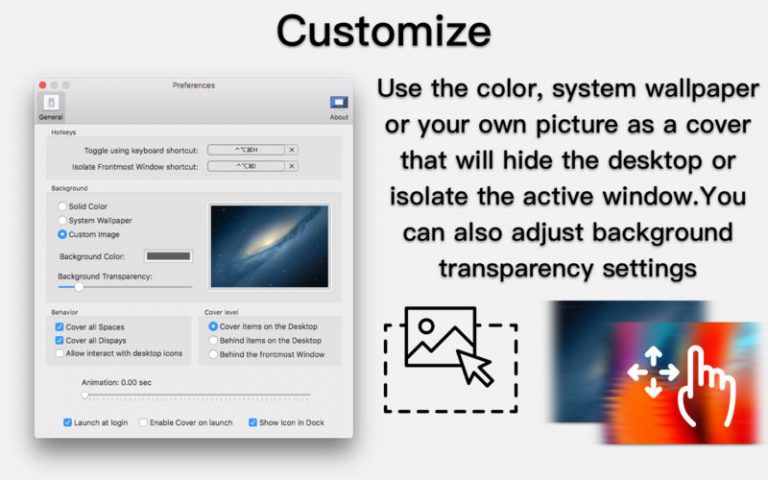 Customize
Preferences
General
About
Hotkeys
Toggle using keyboard shortcut: ^⌥⌘H ×
Isolate Frontmost Window shortcut: ^⌥⌘I ×
Background
Solid Color
System Wallpaper
Custom Image
Background Color:
Background Transparency:
Behavior
Cover all Spaces
Cover all Dispays
Allow interact with desktop icons
Cover level
Cover items on the Desktop
Behind items on the Desktop
Behind the frontmost Window
Animation: 0.00 sec
Launch at login
Enable Cover on launch
Show Icon in Dock
Use the color, system wallpaper
or your own picture as a cover
that will hide the desktop or
isolate the active window.You
can also adjust background
transparency settings